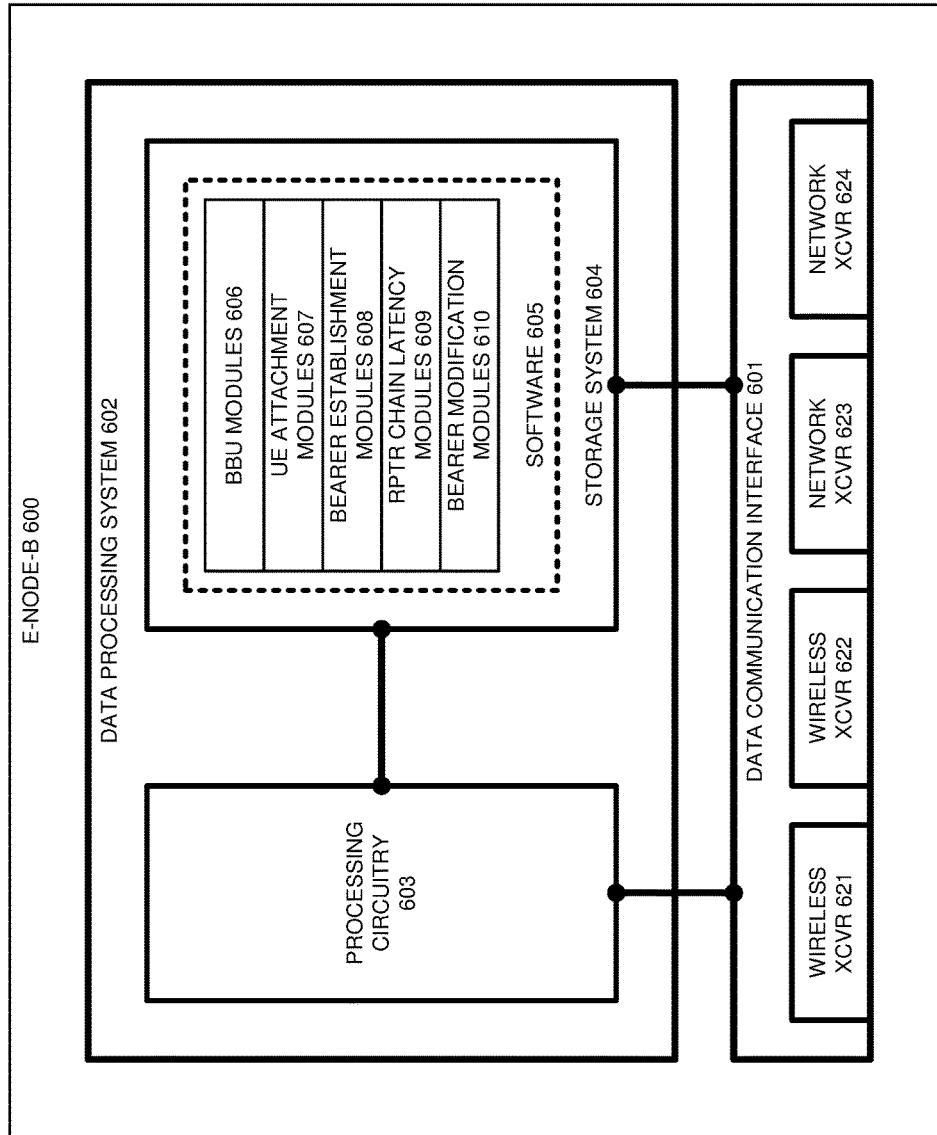 E-NODE-B 600
DATA PROCESSING SYSTEM 602
PROCESSING
CIRCUITRY
603
BBU MODULES 606
UE ATTACHMENT
MODULES 607
BEARER ESTABLISHMENT
MODULES 608
RPTR CHAIN LATENCY
MODULES 609
BEARER MODIFICATION
MODULES 610
SOFTWARE 605
STORAGE SYSTEM 604
DATA COMMUNICATION INTERFACE 601
WIRELESS
XCVR 621
WIRELESS
XCVR 622
NETWORK
XCVR 623
NETWORK
XCVR 624